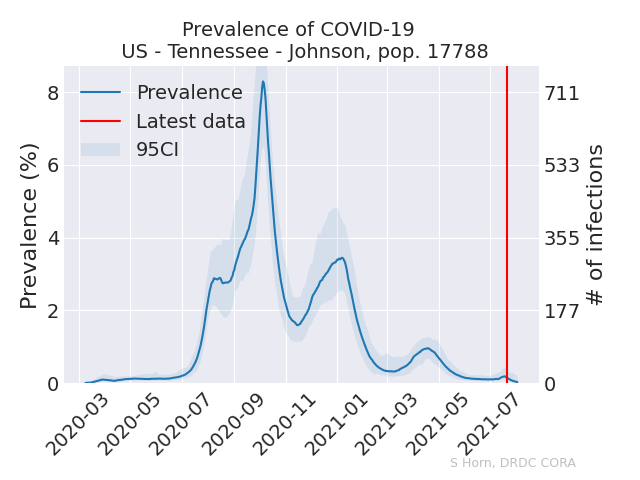 Prevalence of COVID-19
US - Tennessee - Johnson, pop. 17788
Prevalence
Latest data
95CI
Prevalence (%)
8
6
4
2
0
711
533
355
177
0
# of infections
2020-03
2020-05
2020-07
2020-09
2020-11
2021-01
2021-03
2021-05
2021-07
S Horn, DRDC CORA